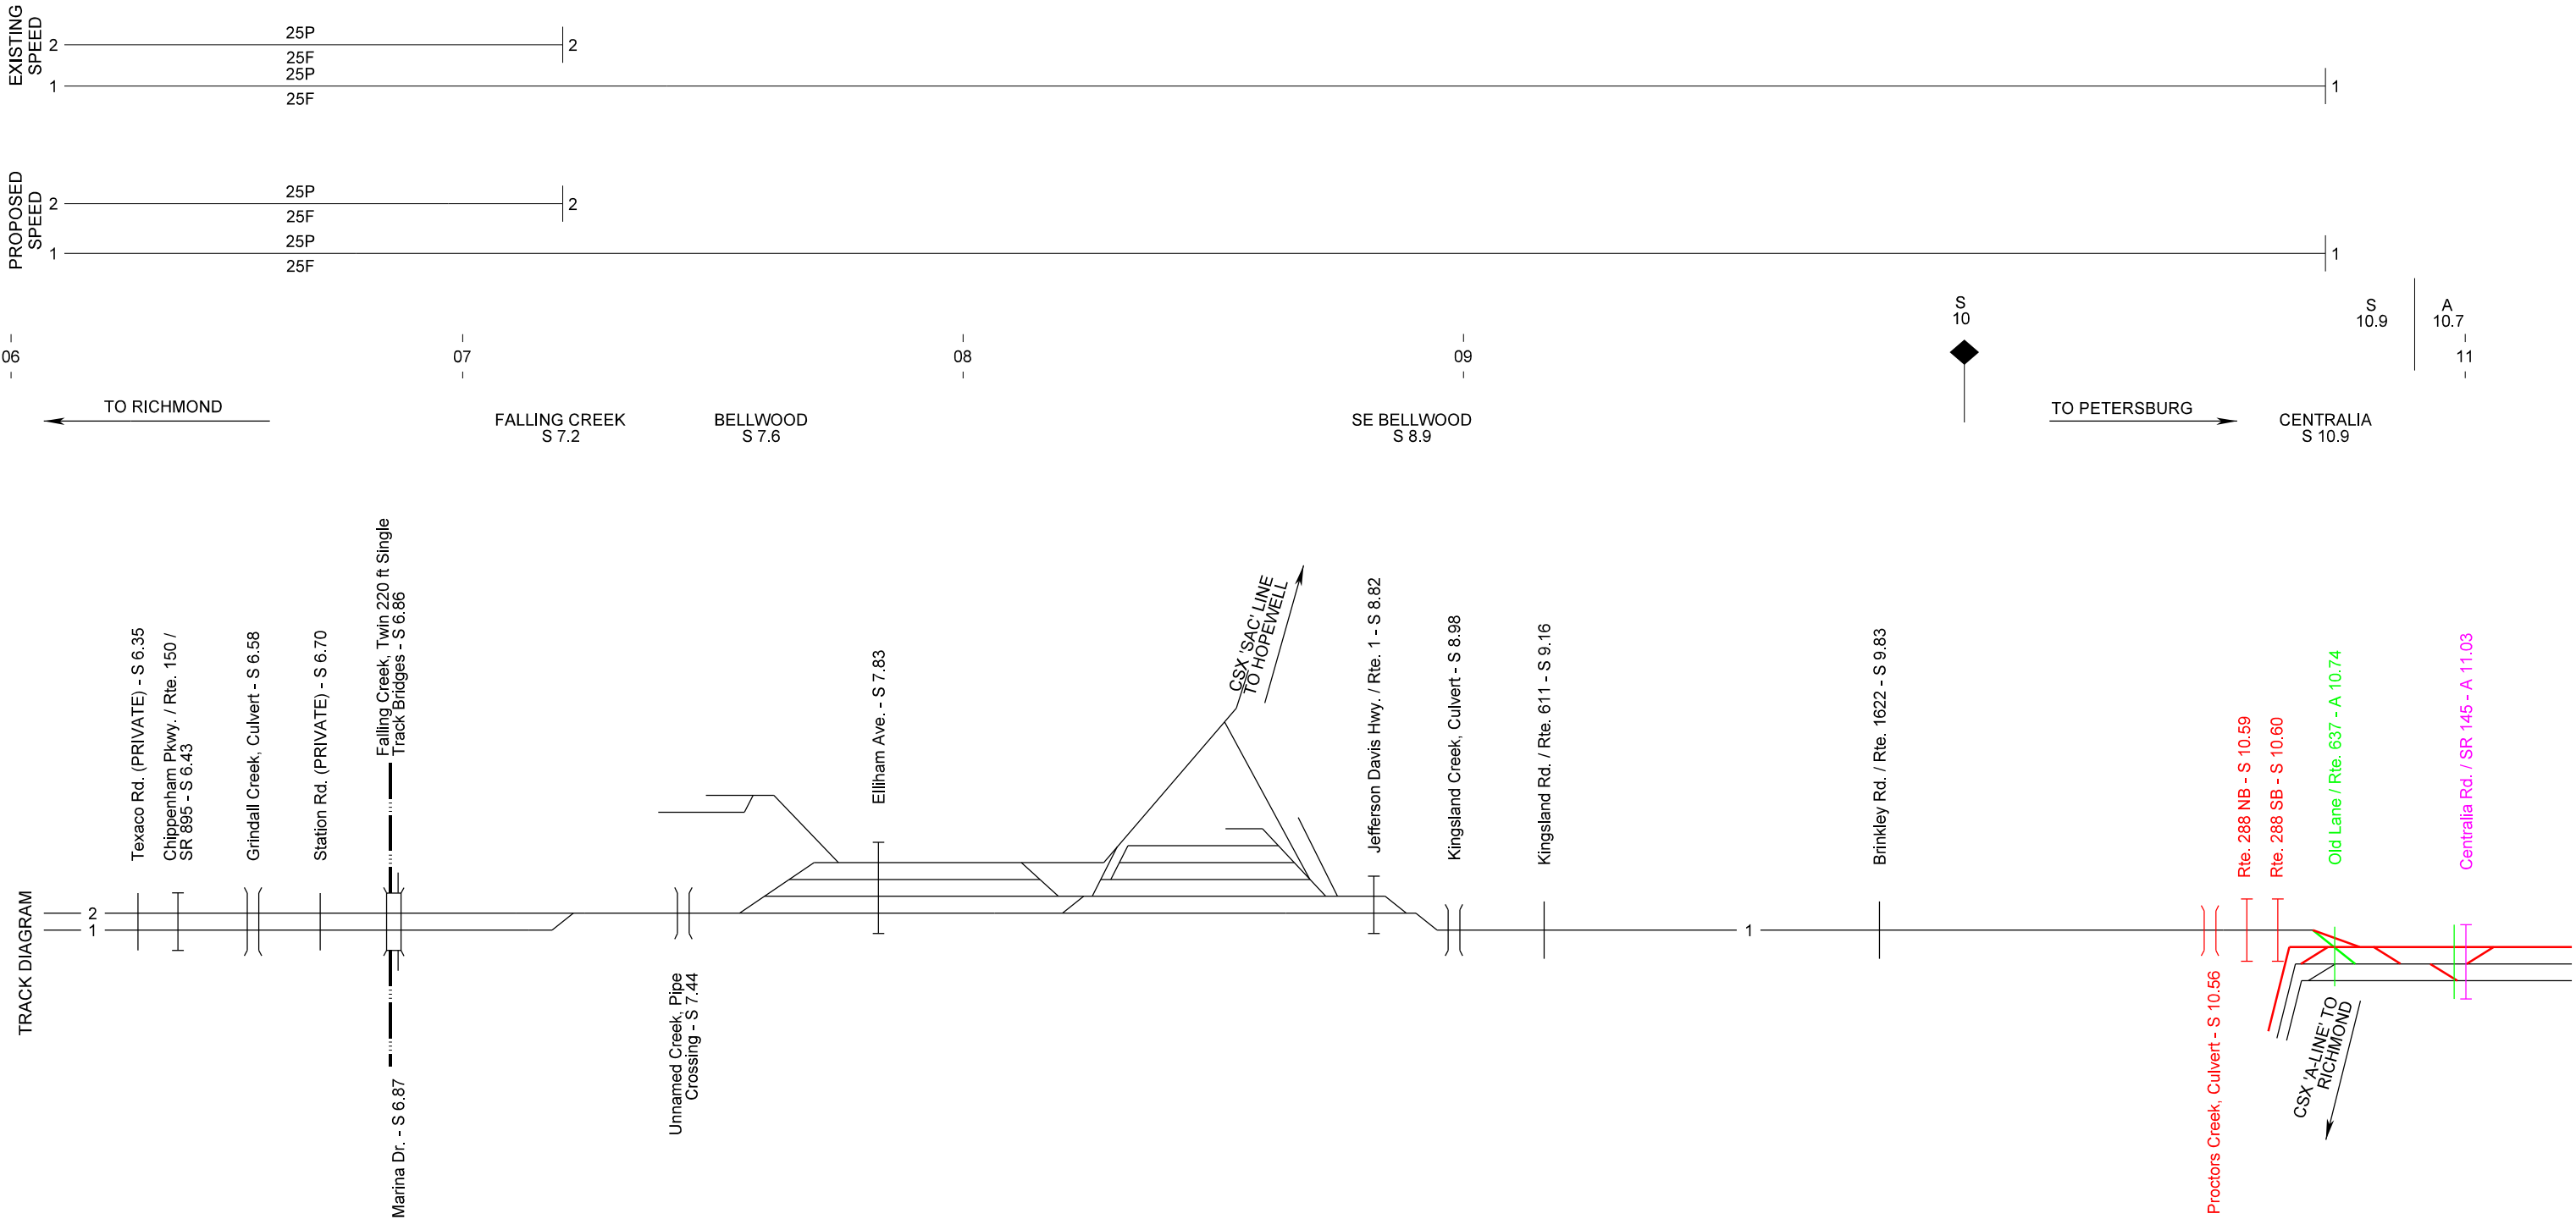 EXISTING
SPEED
25P
2
2
25F
25P
1
1
25F
PROPOSED
SPEED
25P
2
2
25F
25P
1
1
25F
S
10
S
10.9
A
10.7
06
07
08
09
11
TO RICHMOND
FALLING CREEK
S 7.2
BELLWOOD
S 7.6
SE BELLWOOD
S 8.9
TO PETERSBURG
CENTRALIA
S 10.9
TRACK DIAGRAM
2
1
Texaco Rd. (PRIVATE) - S 6.35
Chippenham Pkwy. / Rte. 150 /
SR 895 - S 6.43
Grindall Creek, Culvert - S 6.58
Station Rd. (PRIVATE) - S 6.70
Falling Creek, Twin 220 ft Single
Track Bridges - S 6.86
Marina Dr. - S 6.87
Unnamed Creek, Pipe
Crossing - S 7.44
Elliham Ave. - S 7.83
CSX 'SAC' LINE
TO HOPEWELL
Jefferson Davis Hwy. / Rte. 1 - S 8.82
Kingsland Creek, Culvert - S 8.98
Kingsland Rd. / Rte. 611 - S 9.16
1
Brinkley Rd. / Rte. 1622 - S 9.83
Proctors Creek, Culvert - S 10.56
Rte. 288 NB - S 10.59
Rte. 288 SB - S 10.60
Old Lane / Rte. 637 - A 10.74
CSX 'A-LINE' TO
RICHMOND
Centralia Rd. / SR 145 - A 11.03